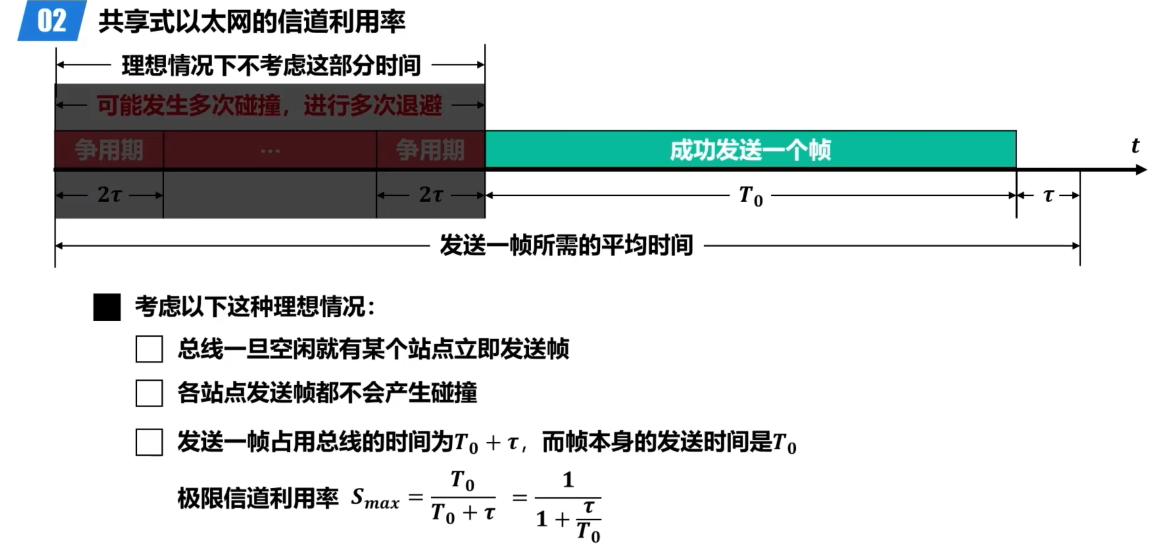 02 共享式以太网的信道利用率
理想情况下不考虑这部分时间
可能发生多次碰撞，进行多次退避
争用期 … 争用期 成功发送一个帧 t
2τ 2τ T₀ τ
发送一帧所需的平均时间
考虑以下这种理想情况：
总线一旦空闲就有某个站点立即发送帧
各站点发送帧都不会产生碰撞
发送一帧占用总线的时间为T₀ + τ，而帧本身的发送时间是T₀
极限信道利用率 Sₘₐₓ = T₀ / (T₀ + τ) = 1 / (1 + τ/T₀)